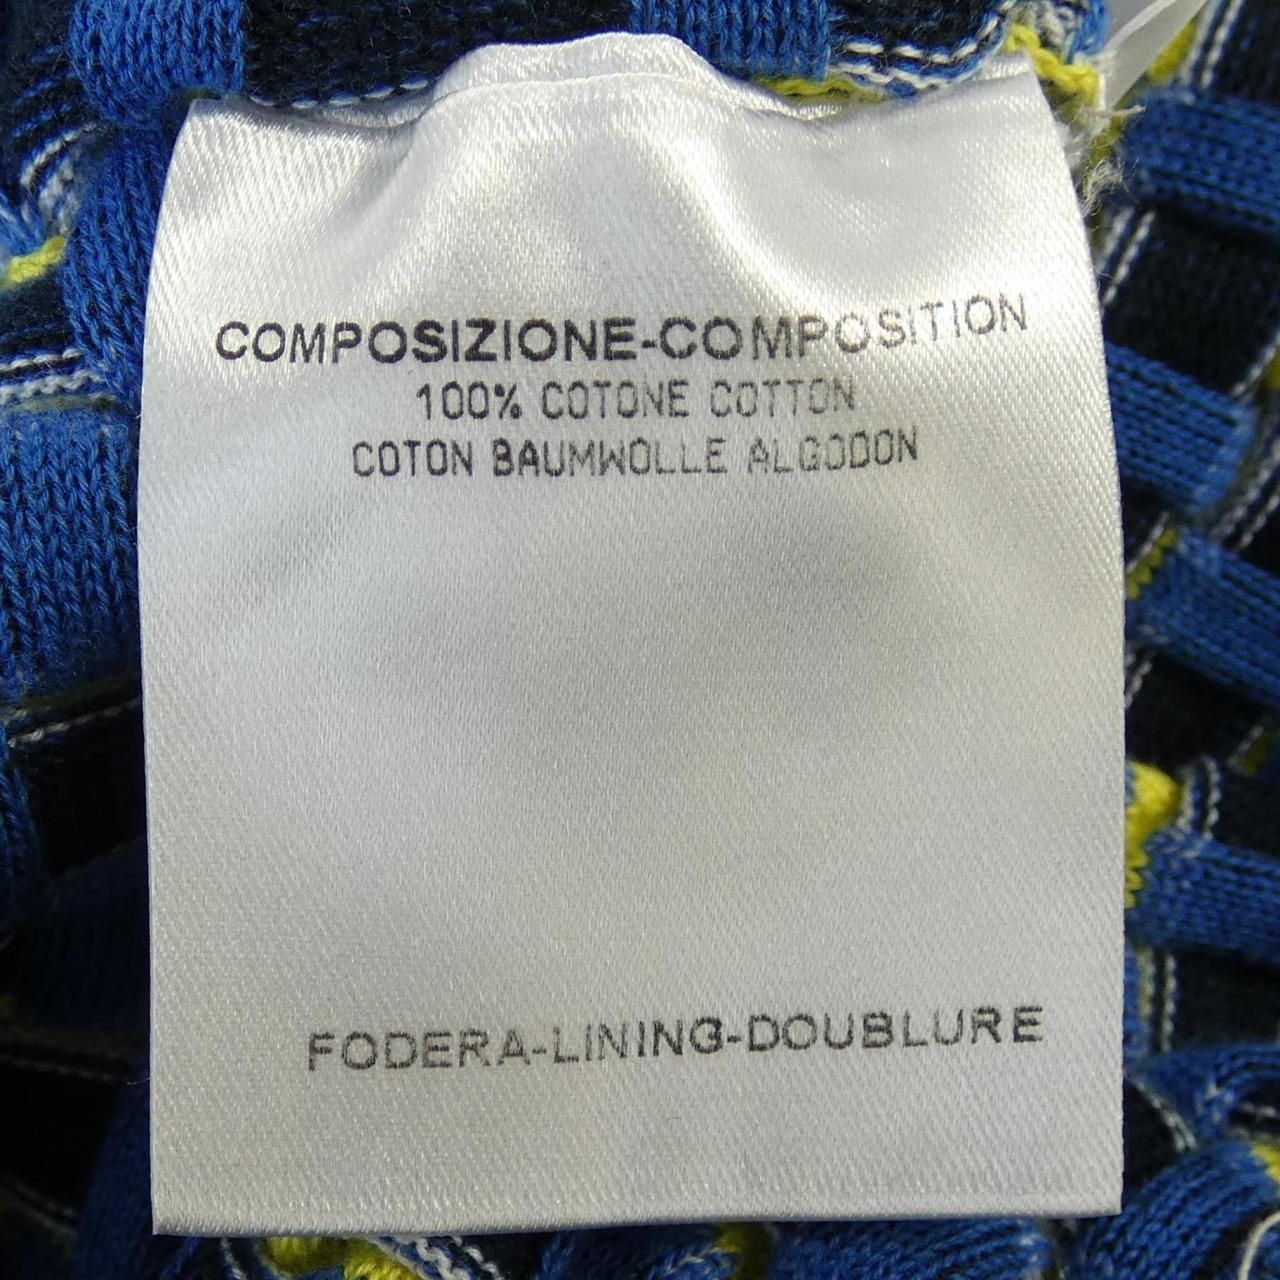 COMPOSIZIONE-COMPOSITION
100% COTONE COTTON
COTON BAUMWOLLE ALGODON
FODERA-LINING-DOUBLURE